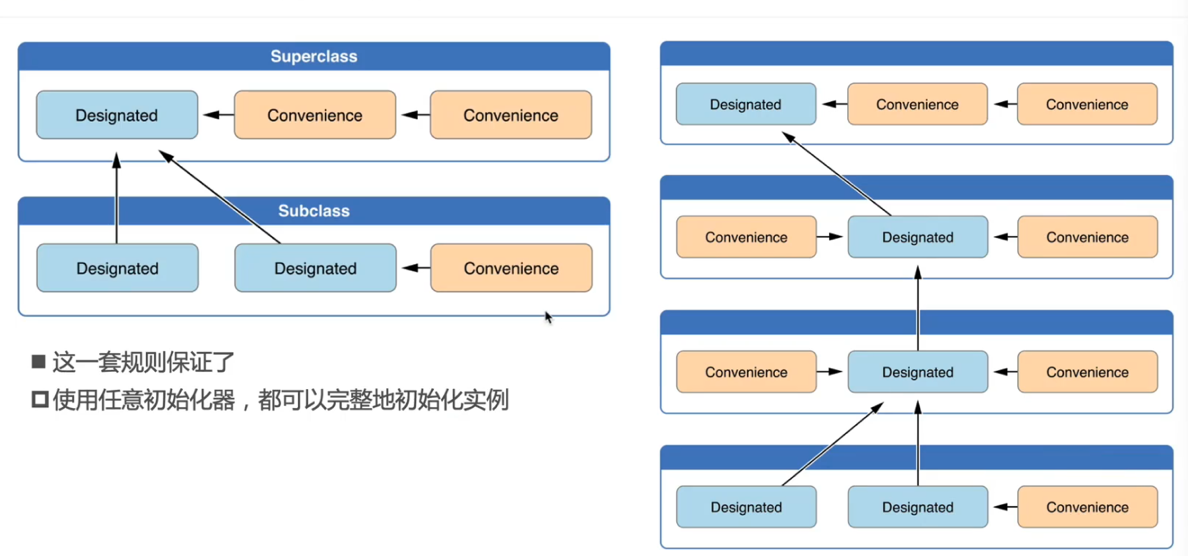 Superclass
Designated
Convenience
Convenience
Subclass
Designated
Designated
Convenience
这一套规则保证了
使用任意初始化器，都可以完整地初始化实例
Designated
Convenience
Convenience
Convenience
Designated
Convenience
Convenience
Designated
Convenience
Designated
Designated
Convenience